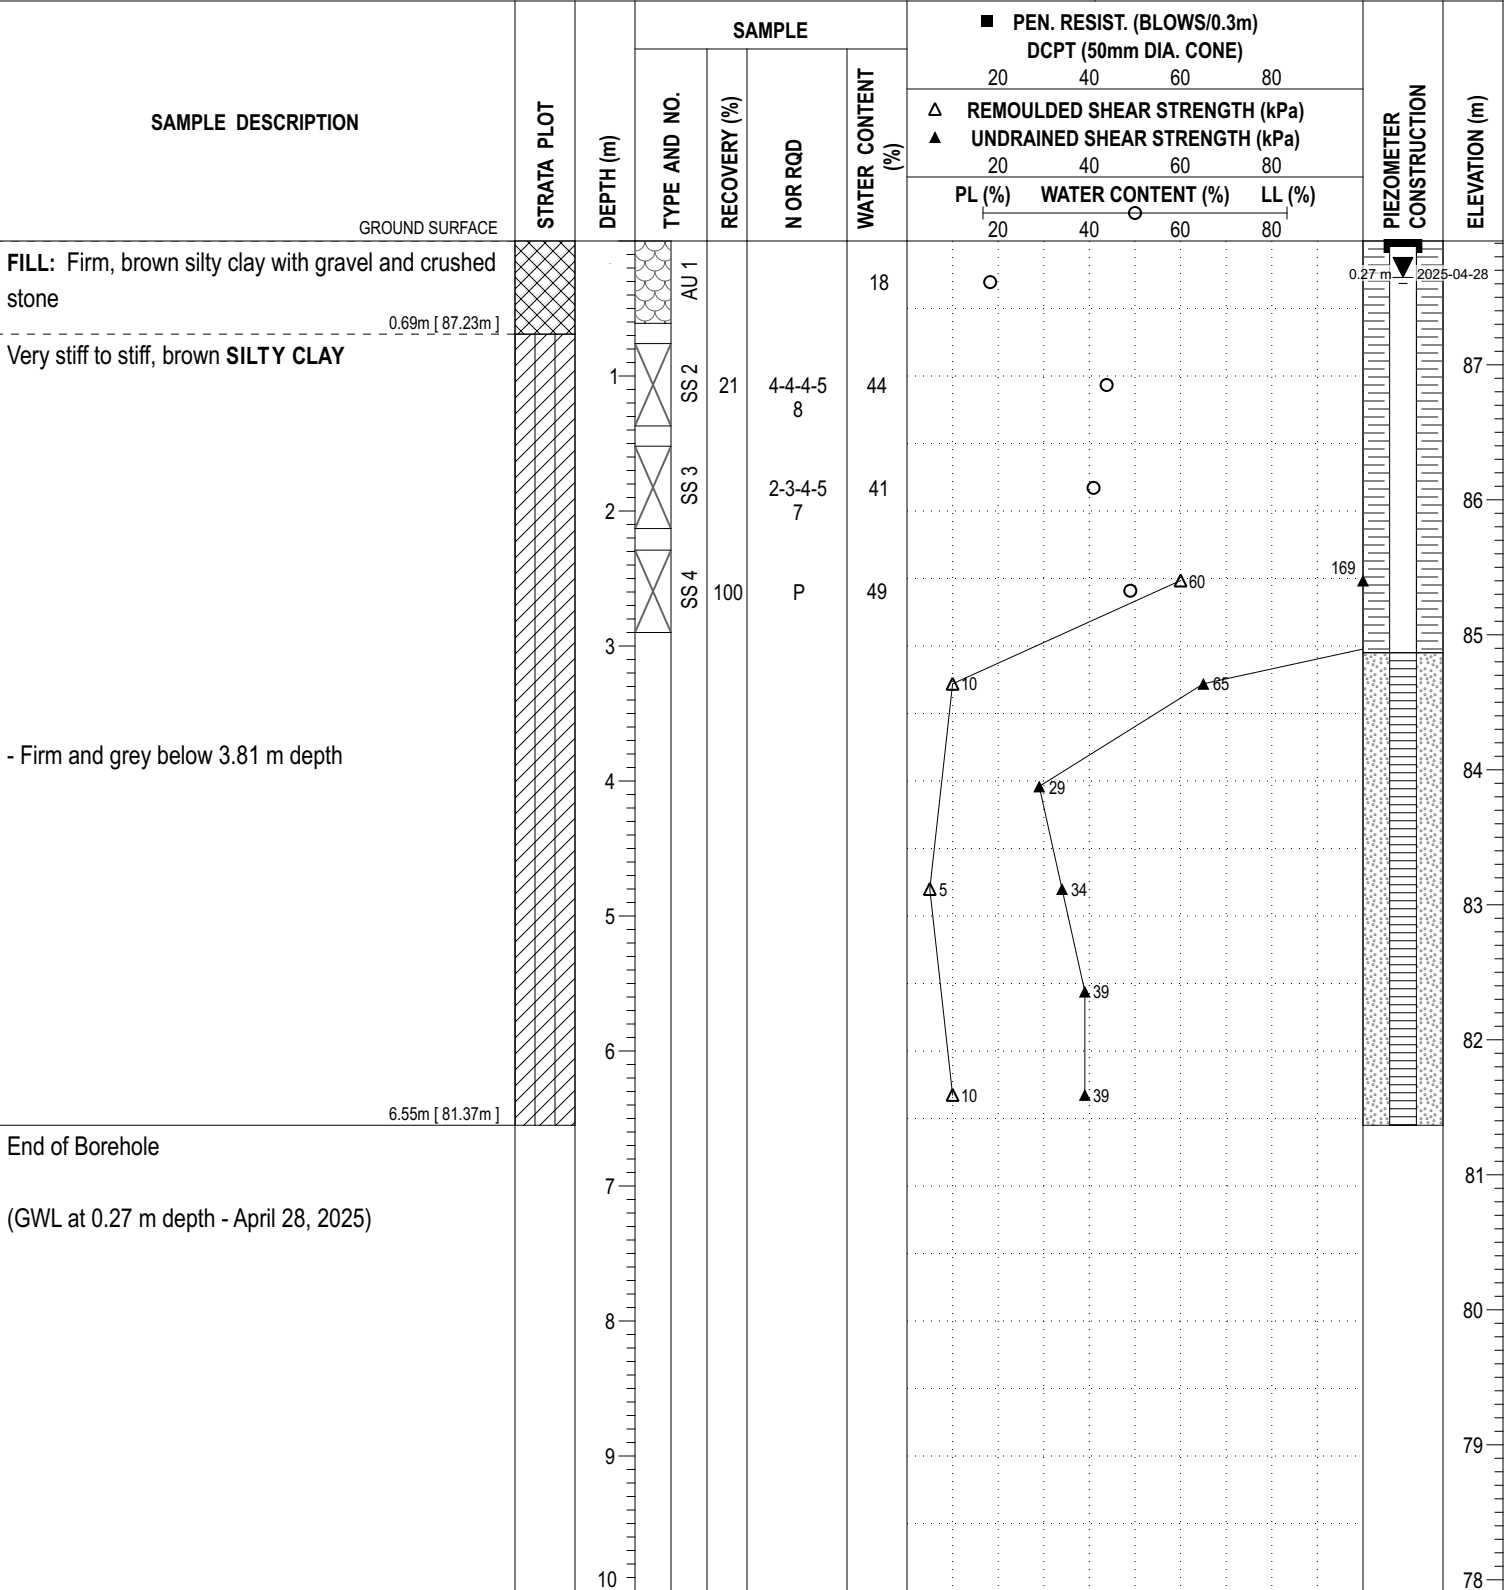 SAMPLE DESCRIPTION
GROUND SURFACE
STRATA PLOT
DEPTH (m)
SAMPLE
TYPE AND NO.
RECOVERY (%)
N OR RQD
WATER CONTENT
(%)
■ PEN. RESIST. (BLOWS/0.3m)
DCPT (50mm DIA. CONE)
20 40 60 80
△ REMOULDED SHEAR STRENGTH (kPa)
▲ UNDRAINED SHEAR STRENGTH (kPa)
20 40 60 80
PL (%) WATER CONTENT (%) LL (%)
20 40 60 80
PIEZOMETER
CONSTRUCTION
ELEVATION (m)
FILL: Firm, brown silty clay with gravel and crushed
stone
0.69m [ 87.23m ]
AU 1
18
0.27 m 2025-04-28
Very stiff to stiff, brown SILTY CLAY
1
SS 2
21
4-4-4-5
8
44
87
SS 3
2-3-4-5
7
41
2
86
SS 4
100
P
49
60
169
3
85
10
65
- Firm and grey below 3.81 m depth
4
29
84
5
34
5
83
39
6
82
10
39
6.55m [ 81.37m ]
End of Borehole
7
81
(GWL at 0.27 m depth - April 28, 2025)
8
80
9
79
10
78